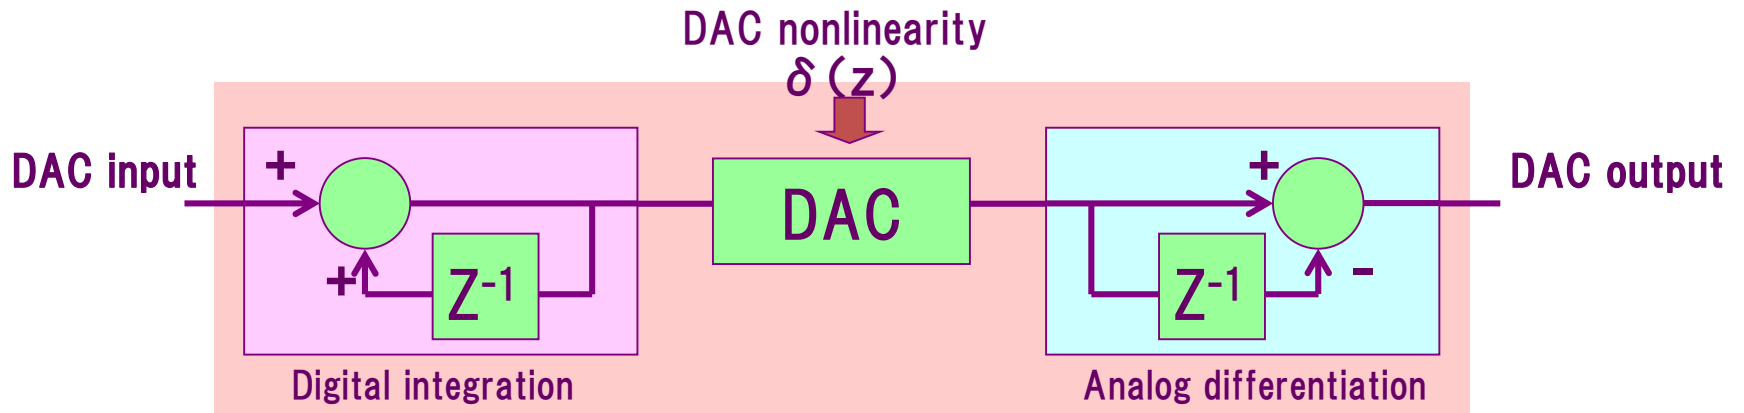 DAC nonlinearity
δ(z)
DAC input
+
+
Z-1
DAC
+
-
Z-1
DAC output
Digital integration
Analog differentiation